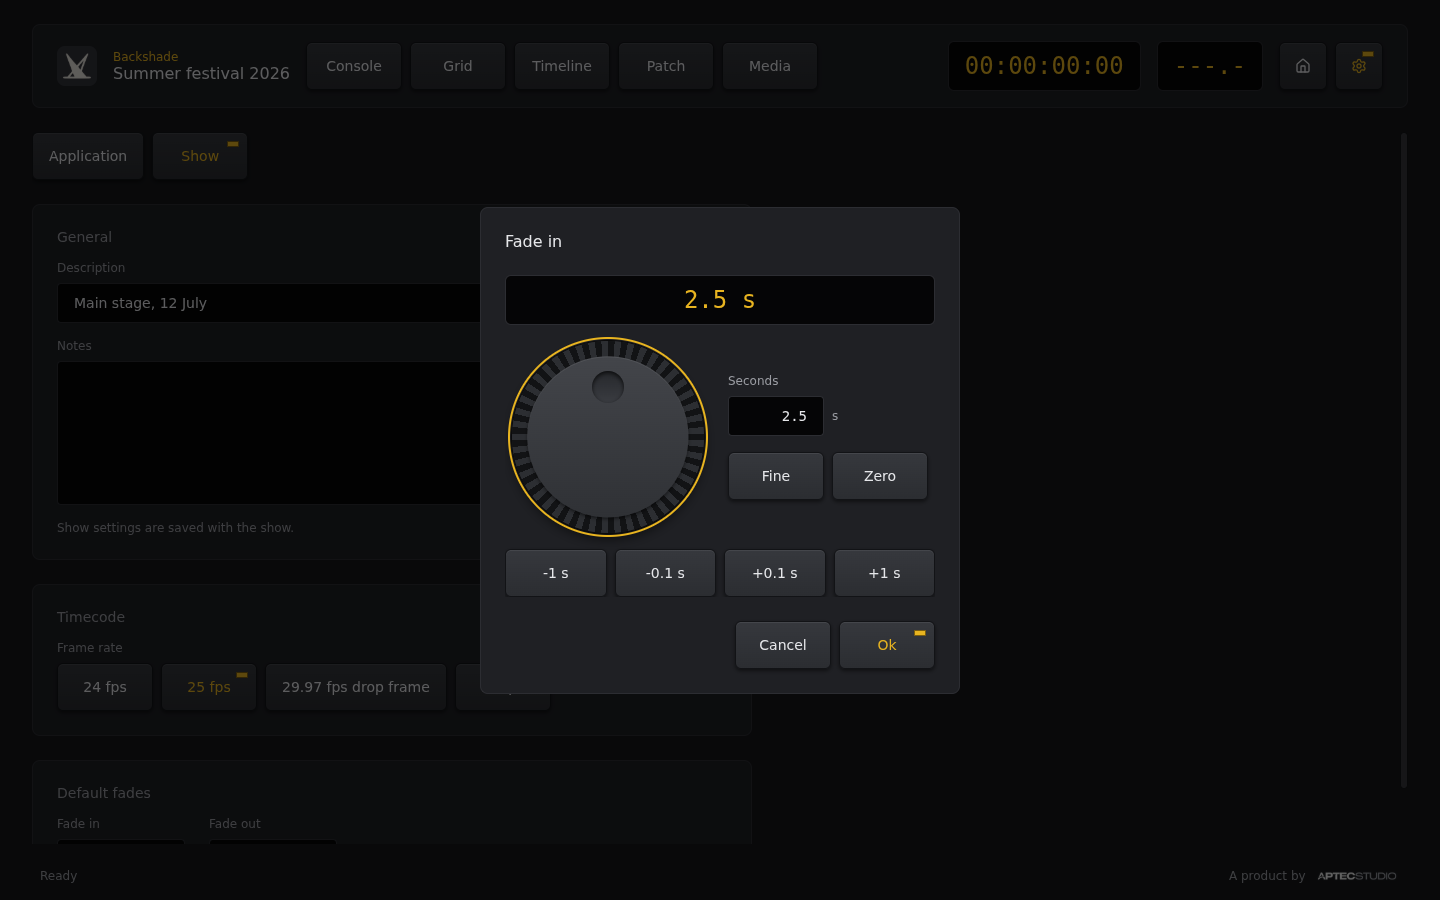 Backshade
Summer festival 2026
Console
Grid
Timeline
Patch
Media
00:00:00:00
---.-
Application
Show
General
Description
Main stage, 12 July
Notes
Show settings are saved with the show.
Timecode
Frame rate
24 fps
25 fps
29.97 fps drop frame
Default fades
Fade in
Fade out
Fade in
2.5 s
Seconds
2.5 s
Fine
Zero
-1 s
-0.1 s
+0.1 s
+1 s
Cancel
Ok
Ready
A product by APTECSTUDIO